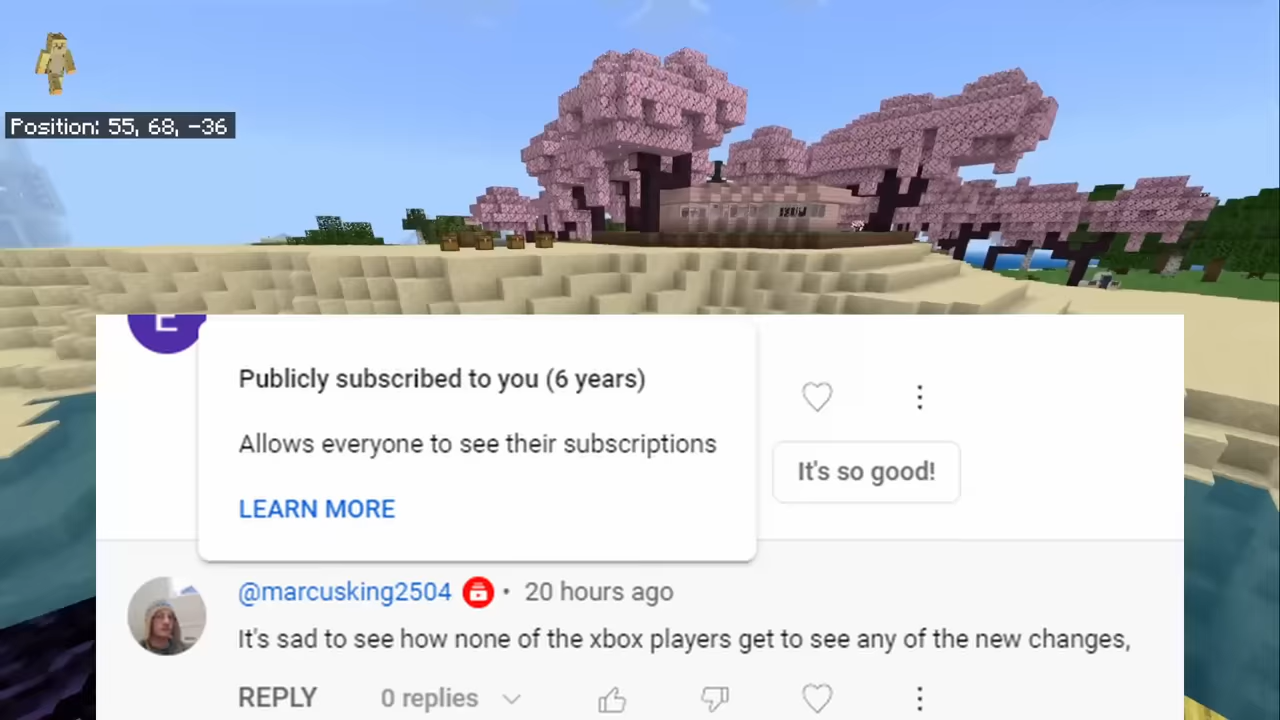 Position: 55, 68, -36
E
Publicly subscribed to you (6 years)
Allows everyone to see their subscriptions
It's so good!
LEARN MORE
@marcusking2504 • 20 hours ago
It's sad to see how none of the xbox players get to see any of the new changes,
REPLY 0 replies